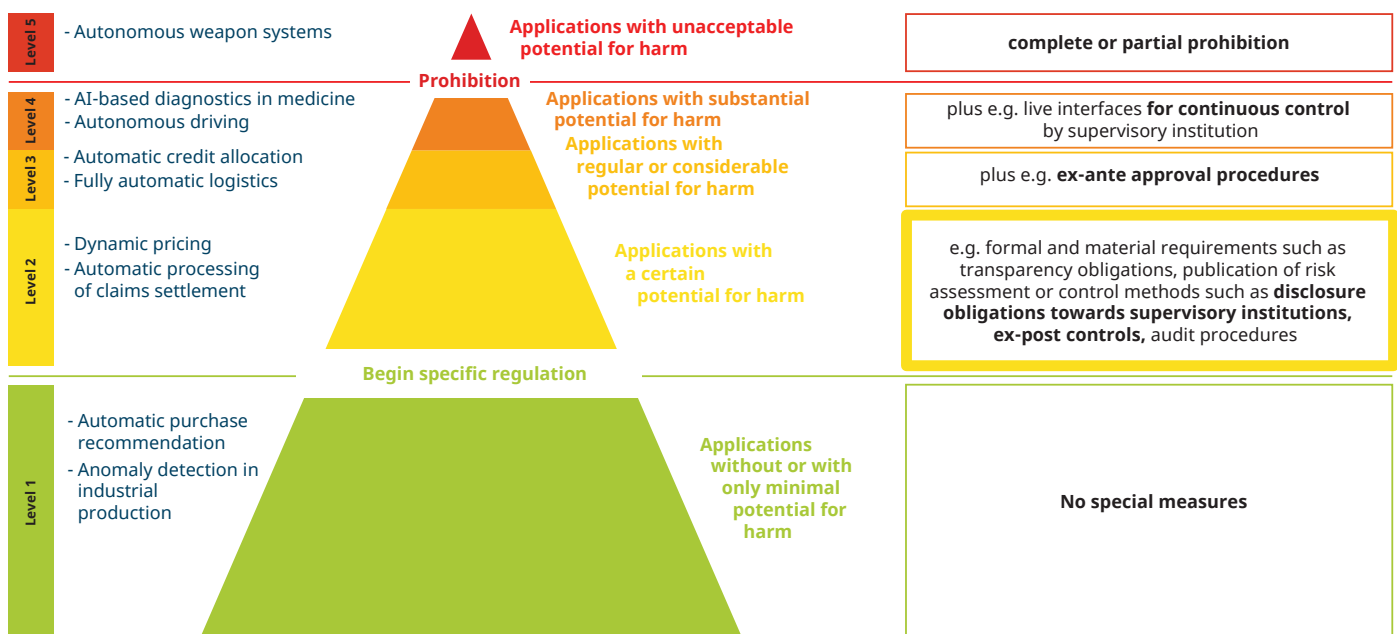 Level 5
- Autonomous weapon systems
Applications with unacceptable
potential for harm
complete or partial prohibition
Prohibition
Level 4
- AI-based diagnostics in medicine
- Autonomous driving
Applications with substantial
potential for harm
plus e.g. live interfaces for continuous control
by supervisory institution
Level 3
- Automatic credit allocation
- Fully automatic logistics
Applications with
regular or considerable
potential for harm
plus e.g. ex-ante approval procedures
Level 2
- Dynamic pricing
- Automatic processing
of claims settlement
Applications with
a certain
potential for harm
e.g. formal and material requirements such as
transparency obligations, publication of risk
assessment or control methods such as disclosure
obligations towards supervisory institutions,
ex-post controls, audit procedures
Begin specific regulation
Level 1
- Automatic purchase
recommendation
- Anomaly detection in
industrial
production
Applications
without or with
only minimal
potential for
harm
No special measures